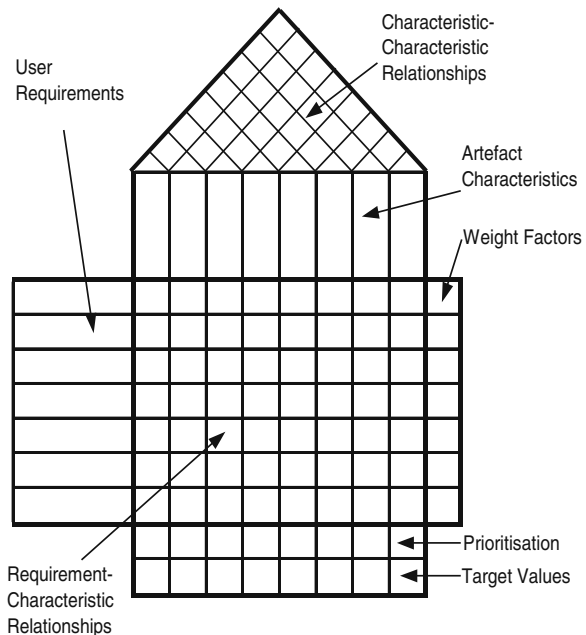 Characteristic-
Characteristic
Relationships
User
Requirements
Artefact
Characteristics
Weight Factors
Prioritisation
Target Values
Requirement-
Characteristic
Relationships